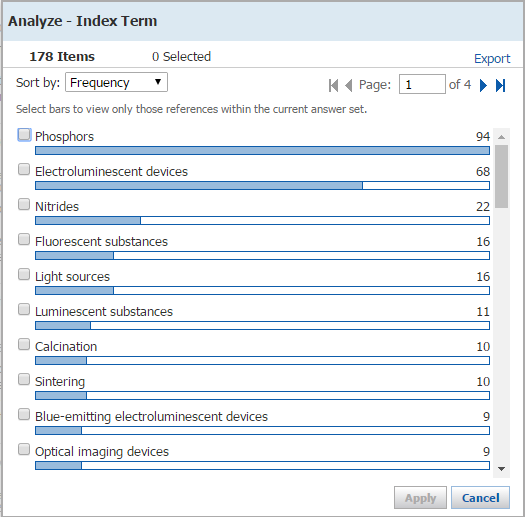 Analyze - Index Term
178 Items 0 Selected Export
Sort by: Frequency Page: 1 of 4
Select bars to view only those references within the current answer set.
Phosphors 94
Electroluminescent devices 68
Nitrides 22
Fluorescent substances 16
Light sources 16
Luminescent substances 11
Calcination 10
Sintering 10
Blue-emitting electroluminescent devices 9
Optical imaging devices 9
Apply Cancel